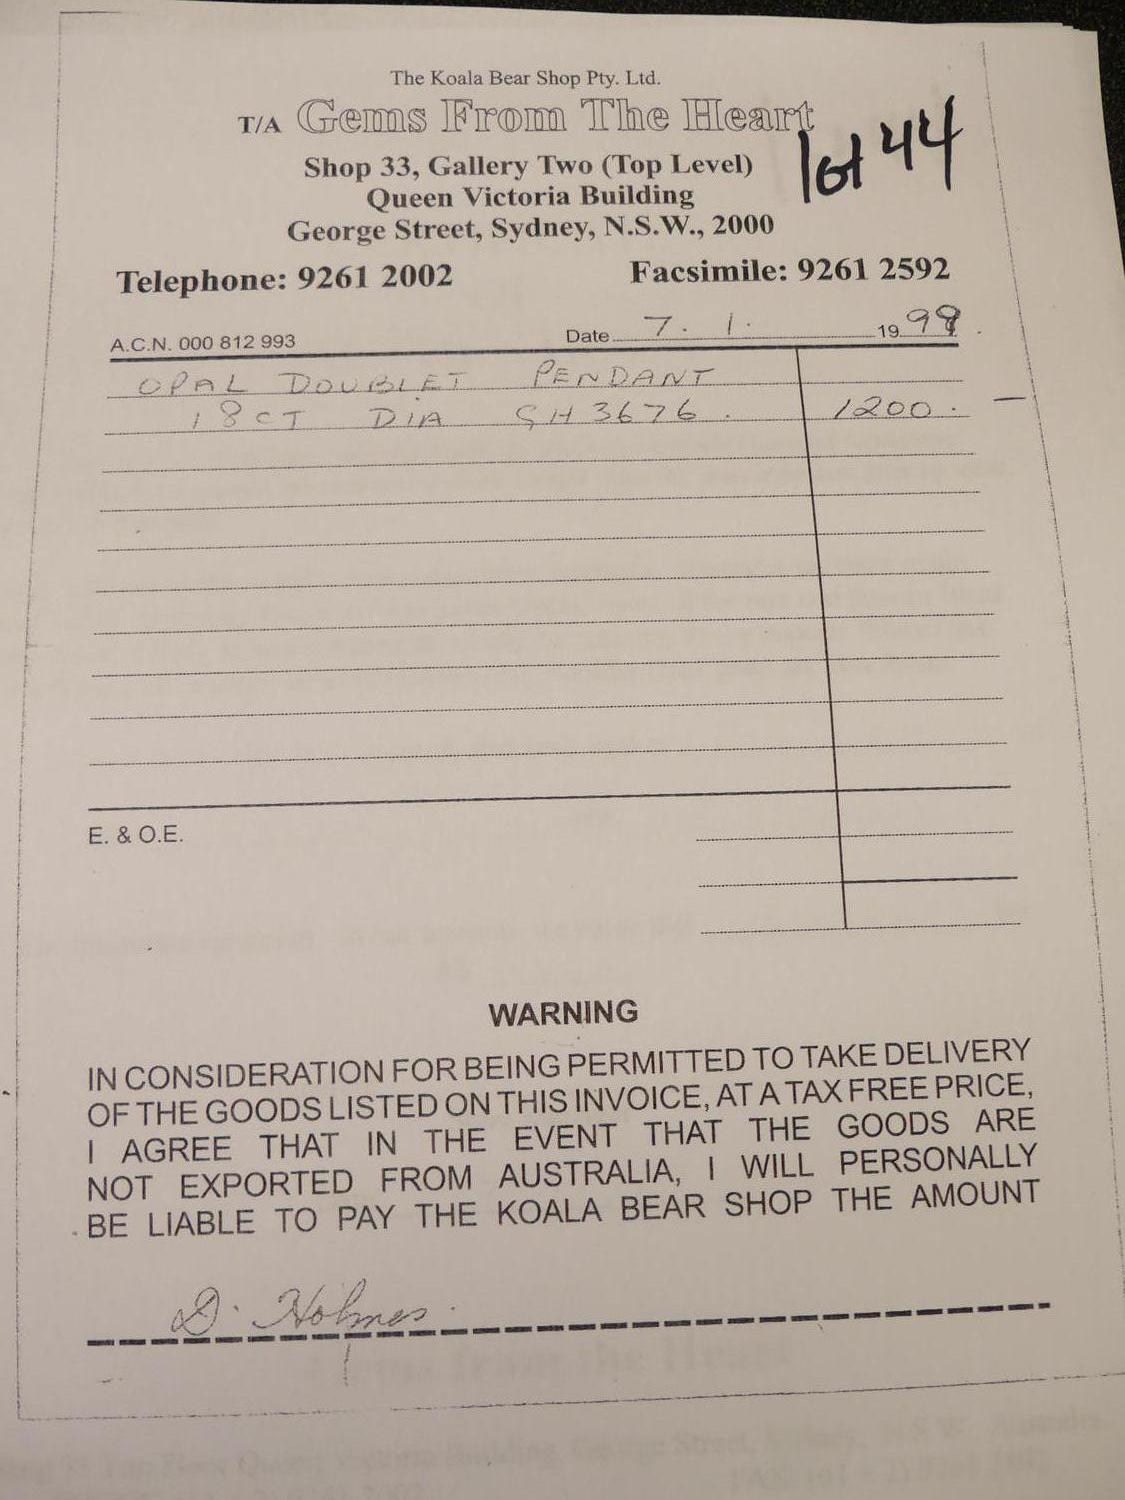 The Koala Bear Shop Pty. Ltd.
T/A Gems From The Heart
lot 44
Shop 33, Gallery Two (Top Level)
Queen Victoria Building
George Street, Sydney, N.S.W., 2000
Telephone: 9261 2002 Facsimile: 9261 2592
A.C.N. 000 812 993 Date 7. 1. 19
OPAL DOUBLET PENDANT
18CT DIA SH3676. 1200. —
E. & O.E.
WARNING
IN CONSIDERATION FOR BEING PERMITTED TO TAKE DELIVERY
OF THE GOODS LISTED ON THIS INVOICE, AT A TAX FREE PRICE,
I AGREE THAT IN THE EVENT THAT THE GOODS ARE
NOT EXPORTED FROM AUSTRALIA, I WILL PERSONALLY
BE LIABLE TO PAY THE KOALA BEAR SHOP THE AMOUNT
D. Holmes.